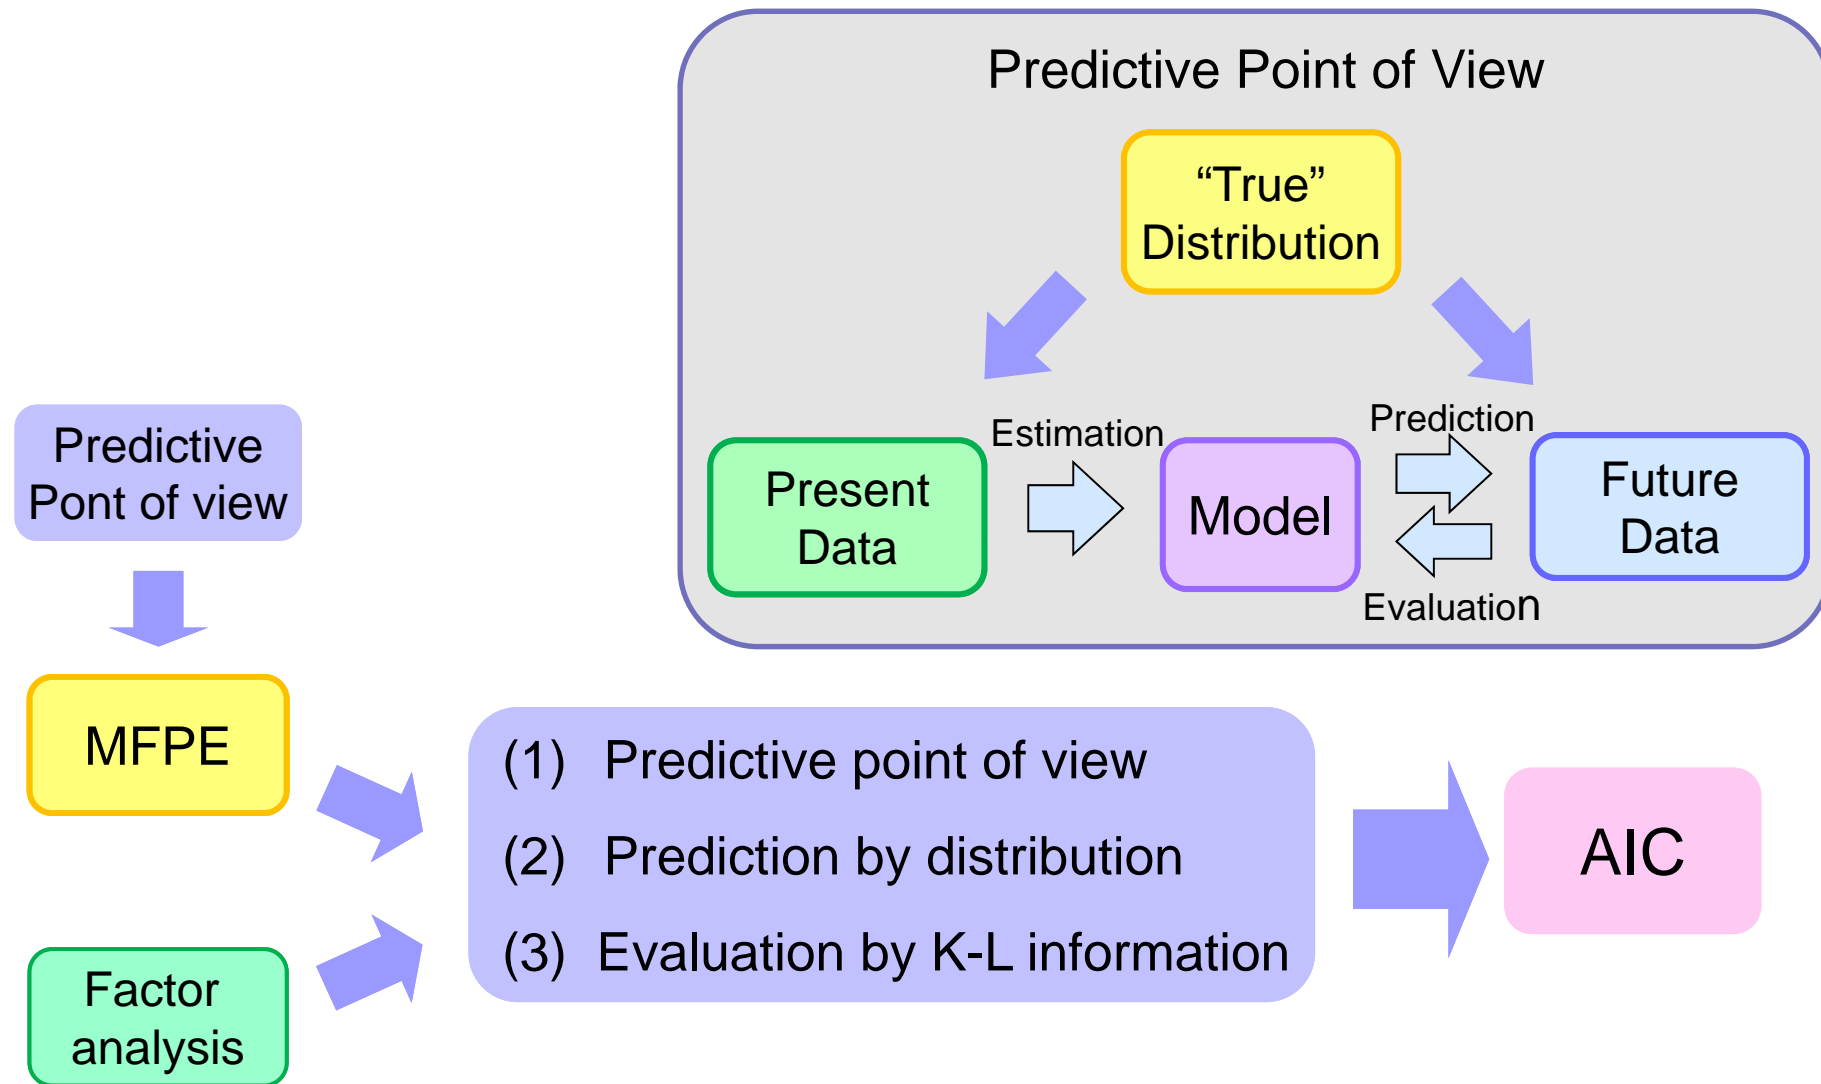 Predictive Point of View
“True”
Distribution
Estimation
Prediction
Present
Data
Model
Future
Data
Evaluation
Predictive
Pont of view
MFPE
Factor
analysis
(1) Predictive point of view
(2) Prediction by distribution
(3) Evaluation by K-L information
AIC